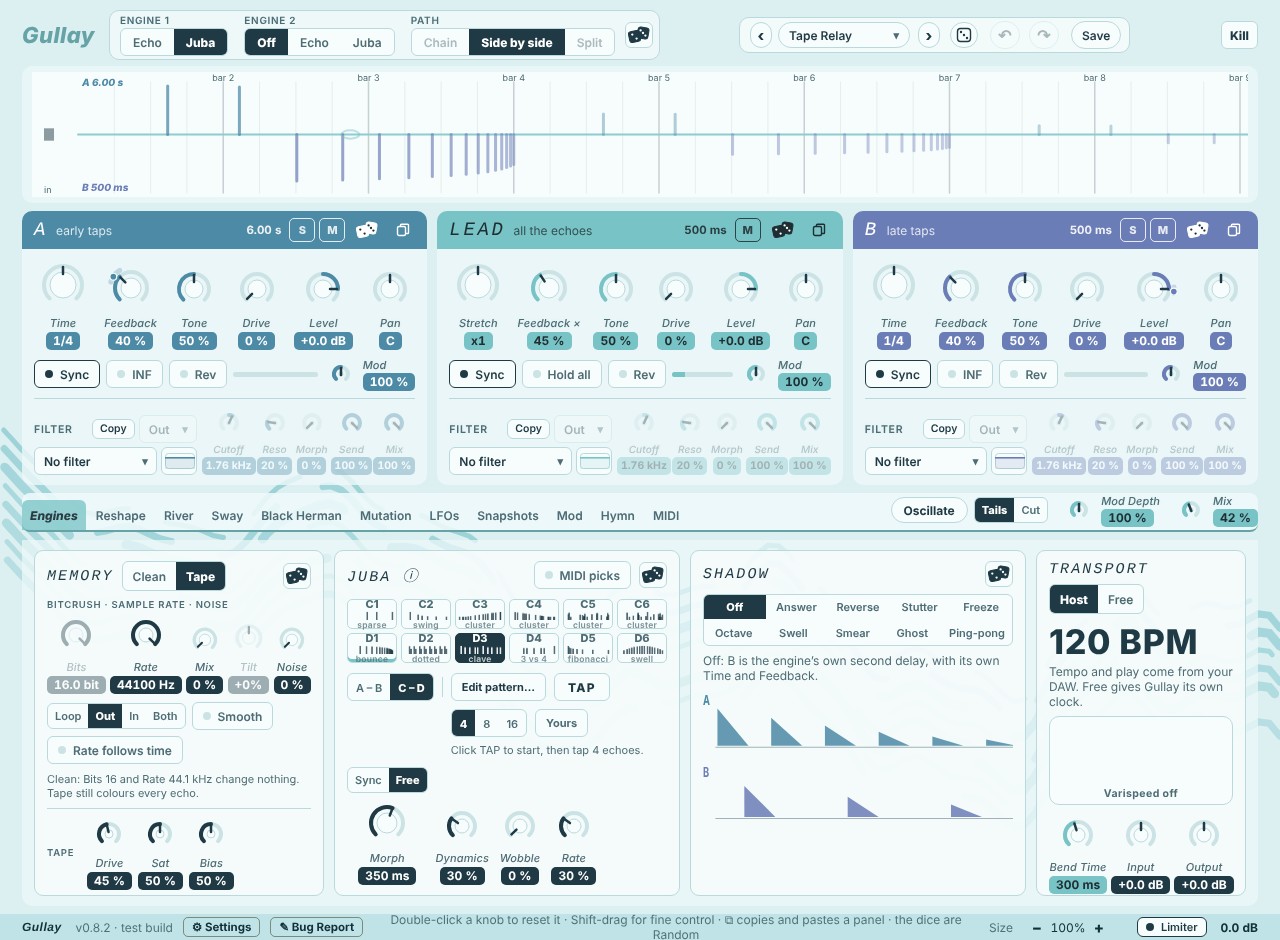 Gullay
ENGINE 1
Echo Juba
ENGINE 2
Off Echo Juba
PATH
Chain Side by side Split
Tape Relay
Save
Kill
A 6.00 s
bar 2 bar 3 bar 4 bar 5 bar 6 bar 7 bar 8 bar 9
in
B 500 ms
A early taps 6.00 s S M
Time Feedback Tone Drive Level Pan
1/4 40 % 50 % 0 % +0.0 dB C
Sync INF Rev Mod
100 %
FILTER Copy Out
Cutoff Reso Morph Send Mix
No filter 1.76 kHz 20 % 0 % 100 % 100 %
LEAD all the echoes 500 ms M
Stretch Feedback × Tone Drive Level Pan
x1 45 % 50 % 0 % +0.0 dB C
Sync Hold all Rev Mod
100 %
FILTER Copy Out
Cutoff Reso Morph Send Mix
No filter 1.76 kHz 20 % 0 % 100 % 100 %
B late taps 500 ms S M
Time Feedback Tone Drive Level Pan
1/4 40 % 50 % 0 % +0.0 dB C
Sync INF Rev Mod
100 %
FILTER Copy Out
Cutoff Reso Morph Send Mix
No filter 1.76 kHz 20 % 0 % 100 % 100 %
Engines Reshape River Sway Black Herman Mutation LFOs Snapshots Mod Hymn MIDI
Oscillate Tails Cut
Mod Depth
100 %
Mix
42 %
MEMORY Clean Tape
BITCRUSH · SAMPLE RATE · NOISE
Bits Rate Mix Tilt Noise
16.0 bit 44100 Hz 0 % +0% 0 %
Loop Out In Both Smooth
Rate follows time
Clean: Bits 16 and Rate 44.1 kHz change nothing.
Tape still colours every echo.
TAPE
Drive Sat Bias
45 % 50 % 50 %
JUBA ⓘ MIDI picks
C1 C2 C3 C4 C5 C6
sparse swing cluster cluster cluster cluster
D1 D2 D3 D4 D5 D6
bounce dotted clave 3 vs 4 fibonacci swell
A – B C – D Edit pattern... TAP
4 8 16 Yours
Click TAP to start, then tap 4 echoes.
Sync Free
Morph Dynamics Wobble Rate
350 ms 30 % 0 % 30 %
SHADOW
Off Answer Reverse Stutter Freeze
Octave Swell Smear Ghost Ping-pong
Off: B is the engine's own second delay, with its own
Time and Feedback.
A
B
TRANSPORT
Host Free
120 BPM
Tempo and play come from your
DAW. Free gives Gullay its own
clock.
Varispeed off
Bend Time Input Output
300 ms +0.0 dB +0.0 dB
Gullay v0.8.2 · test build ⚙ Settings ✎ Bug Report
Double-click a knob to reset it · Shift-drag for fine control · ⧉ copies and pastes a panel · the dice are
Random
Size − 100% + Limiter 0.0 dB